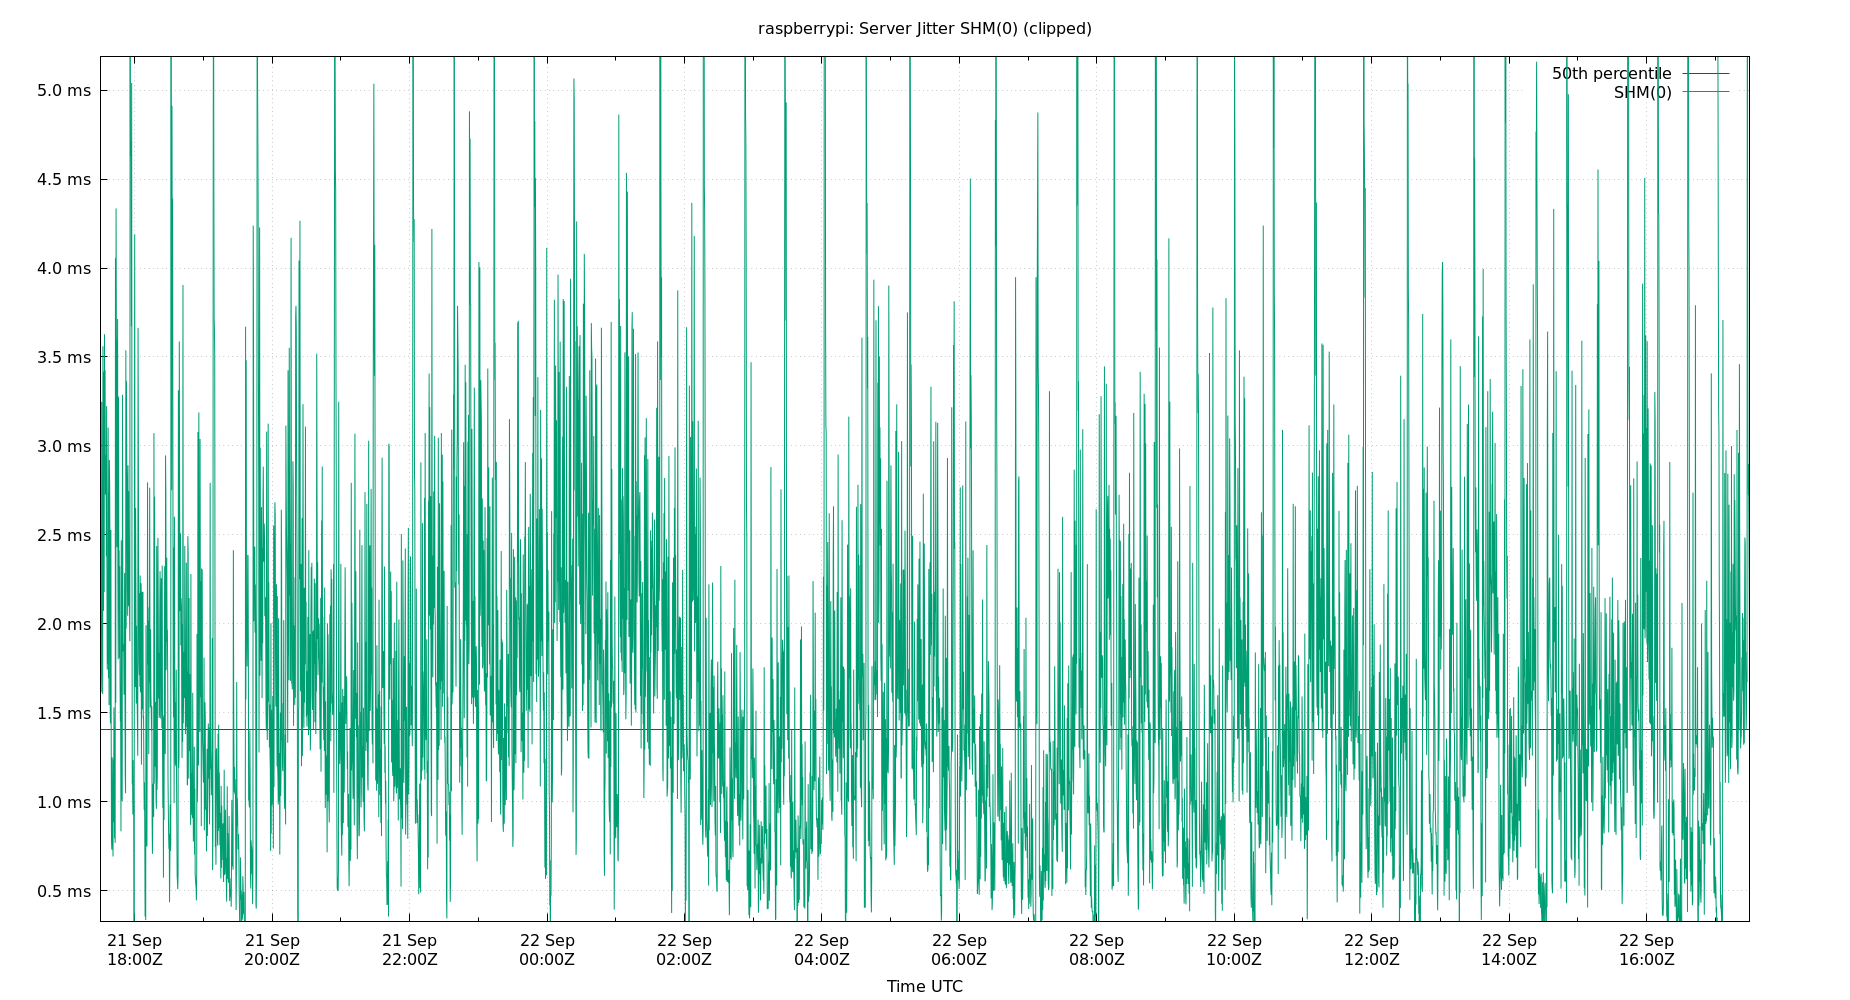 raspberrypi: Server Jitter SHM(0) (clipped)
50th percentile
SHM(0)
5.0 ms
4.5 ms
4.0 ms
3.5 ms
3.0 ms
2.5 ms
2.0 ms
1.5 ms
1.0 ms
0.5 ms
21 Sep 21 Sep 21 Sep 22 Sep 22 Sep 22 Sep 22 Sep 22 Sep 22 Sep 22 Sep 22 Sep 22 Sep
18:00Z 20:00Z 22:00Z 00:00Z 02:00Z 04:00Z 06:00Z 08:00Z 10:00Z 12:00Z 14:00Z 16:00Z
Time UTC